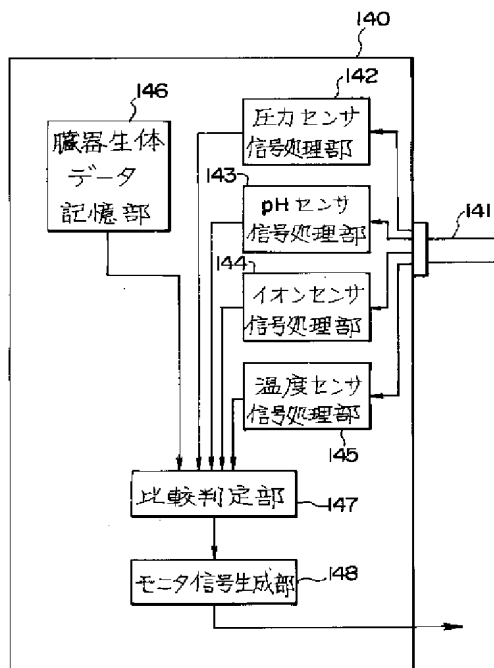 140
142
146
圧力センサ
信号処理部
臓器生体
データ
記憶部
143
pHセンサ
信号処理部
141
144
イオンセンサ
信号処理部
温度センサ
信号処理部
145
比較判定部
147
モニタ信号生成部
148